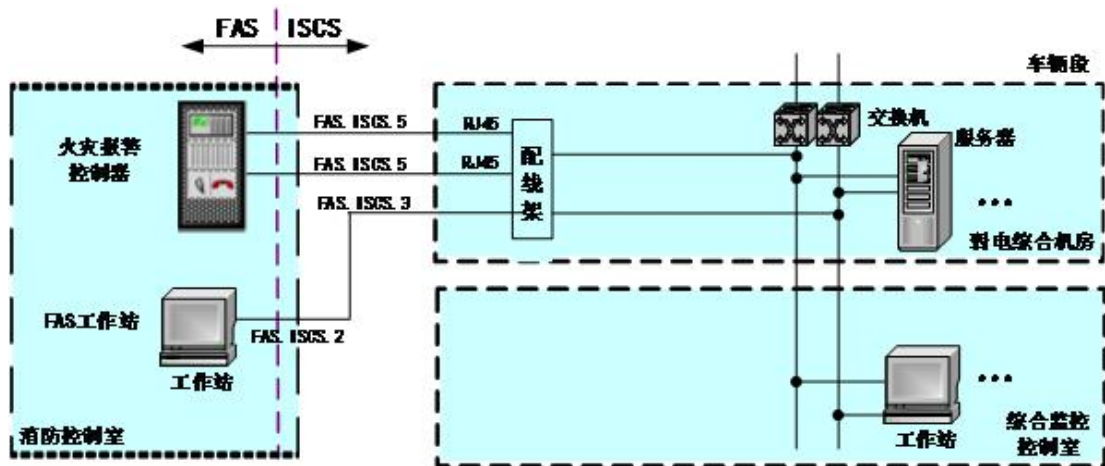 FAS ISCS
车辆段
交换机
服务器
火灾报警
控制器
FAS.ISCS.5
RJ45
FAS.ISCS.5
RJ45
配
线
架
FAS.ISCS.3
弱电综合机房
FAS工作站
FAS.ISCS.2
工作站
消防控制室
工作站
综合监控
控制室